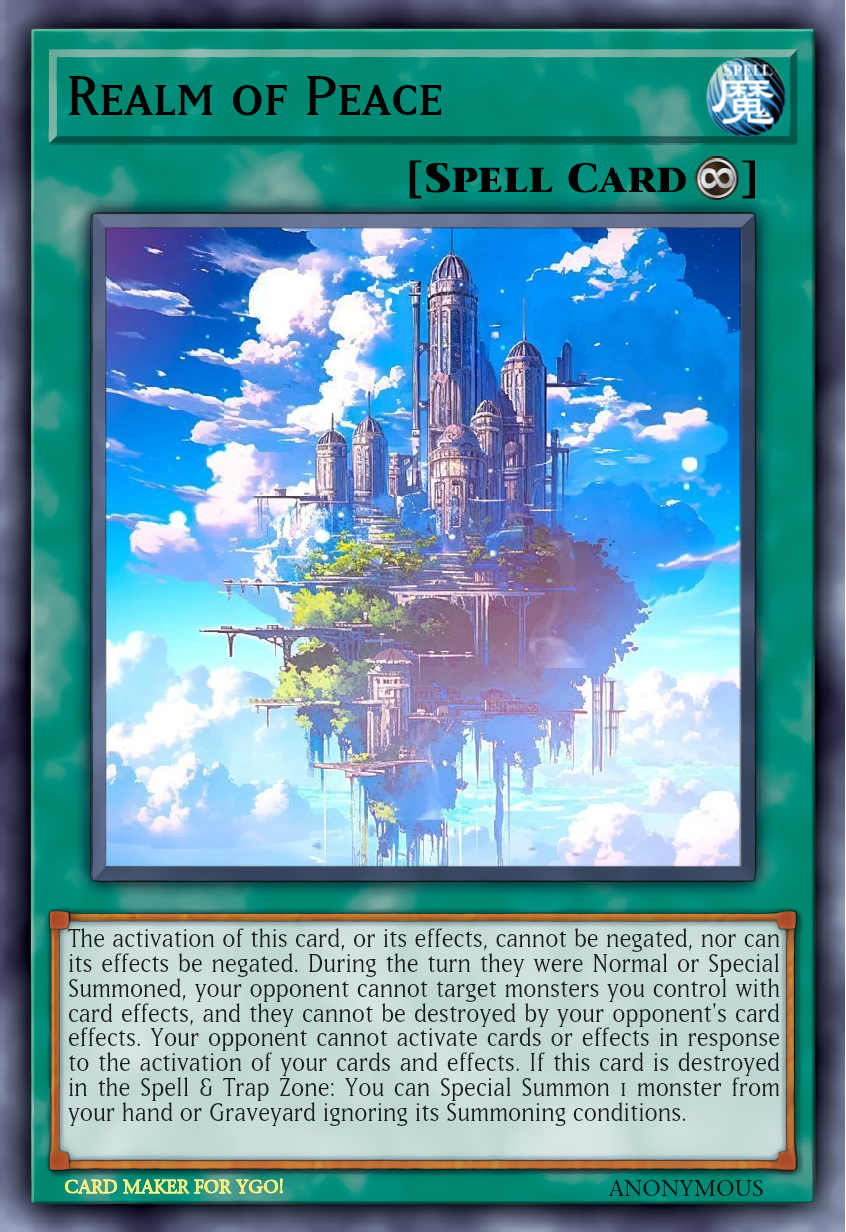 Realm of Peace
SPELL
魔
[Spell Card]
The activation of this card, or its effects, cannot be negated, nor can
its effects be negated. During the turn they were Normal or Special
Summoned, your opponent cannot target monsters you control with
card effects, and they cannot be destroyed by your opponent's card
effects. Your opponent cannot activate cards or effects in response
to the activation of your cards and effects. If this card is destroyed
in the Spell & Trap Zone: You can Special Summon 1 monster from
your hand or Graveyard ignoring its Summoning conditions.
CARD MAKER FOR YGO!
ANONYMOUS